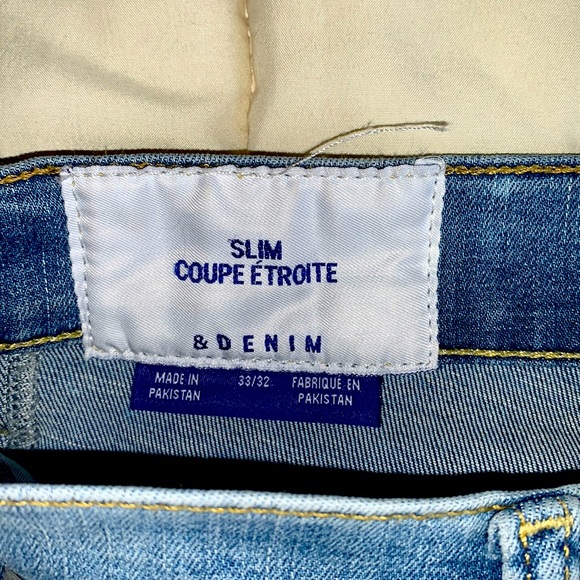 SLIM
COUPE ÉTROITE
& DENIM
MADE IN PAKISTAN
33/32
FABRIQUÉ EN PAKISTAN